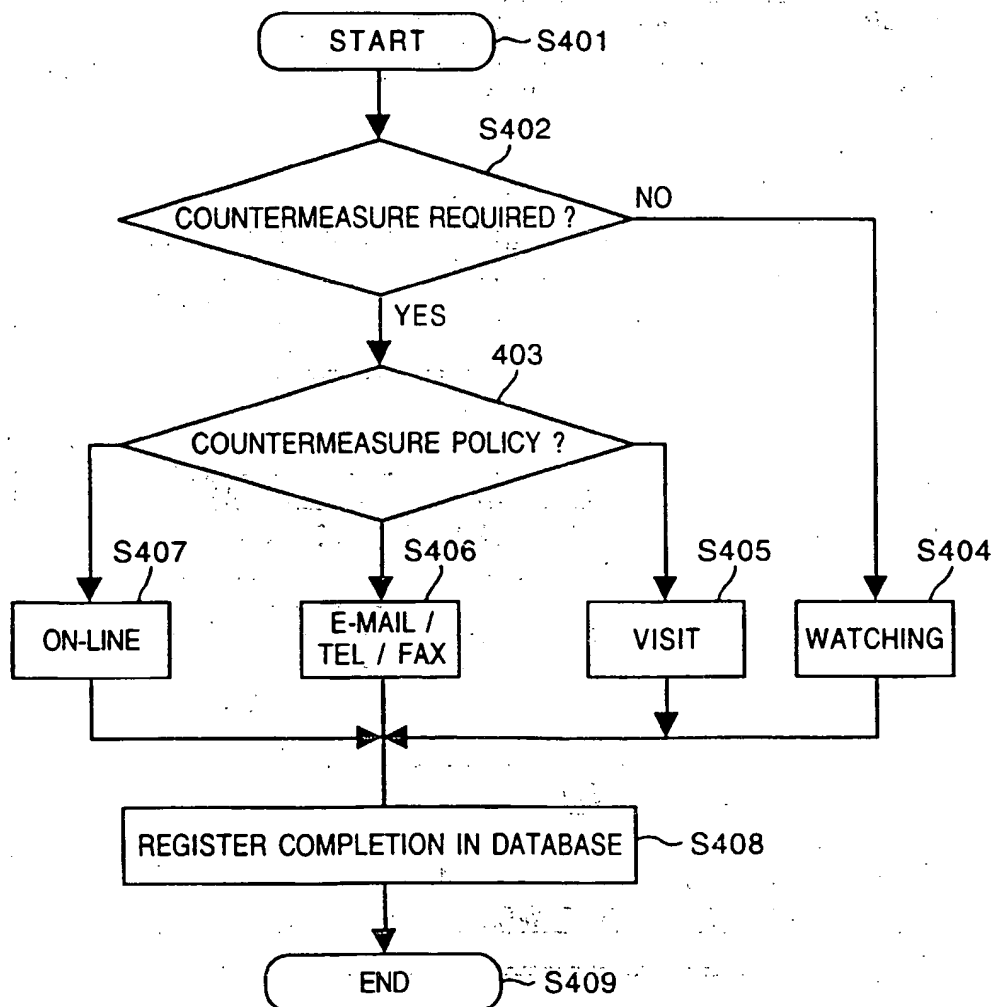 START
S401
S402
COUNTERMEASURE REQUIRED ?
NO
YES
403
COUNTERMEASURE POLICY ?
S407
S406
S405
S404
ON-LINE
E-MAIL /
TEL / FAX
VISIT
WATCHING
REGISTER COMPLETION IN DATABASE
S408
END
S409